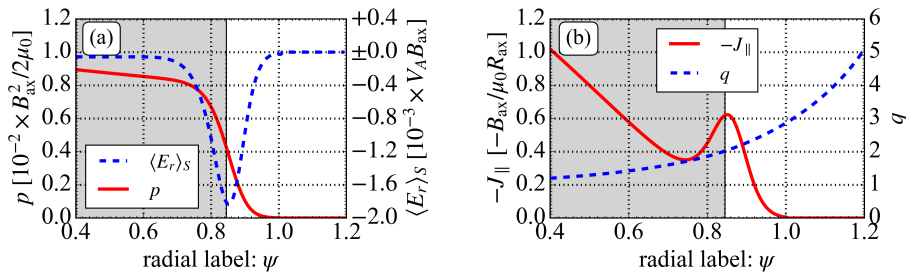 (a)
p [10⁻² × B²ₐₓ/2μ₀]
1.2
1.0
0.8
0.6
0.4
0.2
0.0
⟨Eᵣ⟩_S
p
+0.4
±0.0
−0.4
−0.8
−1.2
−1.6
−2.0
⟨Eᵣ⟩_S [10⁻³ × V_A Bₐₓ]
0.4 0.6 0.8 1.0 1.2
radial label: ψ
(b)
−J∥ [−Bₐₓ/μ₀Rₐₓ]
1.2
1.0
0.8
0.6
0.4
0.2
0.0
−J∥
q
6
5
4
3
2
1
0
q
0.4 0.6 0.8 1.0 1.2
radial label: ψ